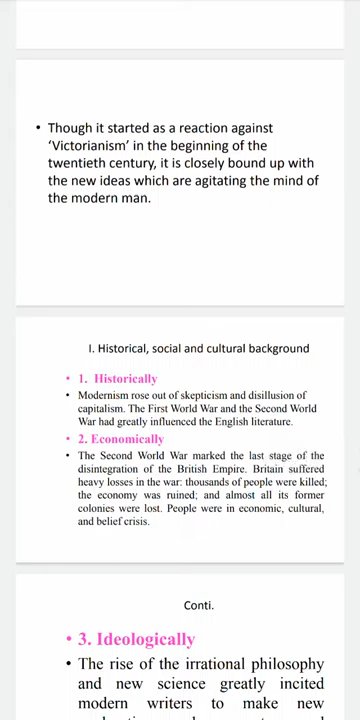 • Though it started as a reaction against
'Victorianism' in the beginning of the
twentieth century, it is closely bound up with
the new ideas which are agitating the mind of
the modern man.
I. Historical, social and cultural background
• 1. Historically
• Modernism rose out of skepticism and disillusion of
capitalism. The First World War and the Second World
War had greatly influenced the English literature.
• 2. Economically
• The Second World War marked the last stage of the
disintegration of the British Empire. Britain suffered
heavy losses in the war: thousands of people were killed;
the economy was ruined; and almost all its former
colonies were lost. People were in economic, cultural,
and belief crisis.
Conti.
• 3. Ideologically
• The rise of the irrational philosophy
and new science greatly incited
modern writers to make new